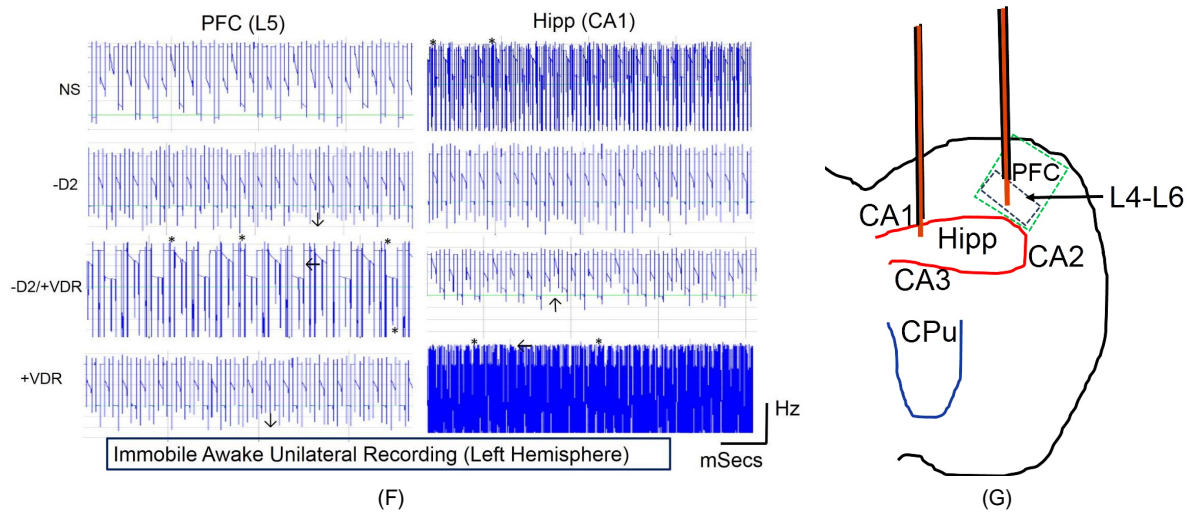 PFC (L5)
Hipp (CA1)
NS
-D2
-D2/+VDR
+VDR
* *
↓
* * * ← *
↑
* ← *
↓
Hz
mSecs
Immobile Awake Unilateral Recording (Left Hemisphere)
(F)
PFC
L4-L6
CA1
Hipp
CA2
CA3
CPu
(G)